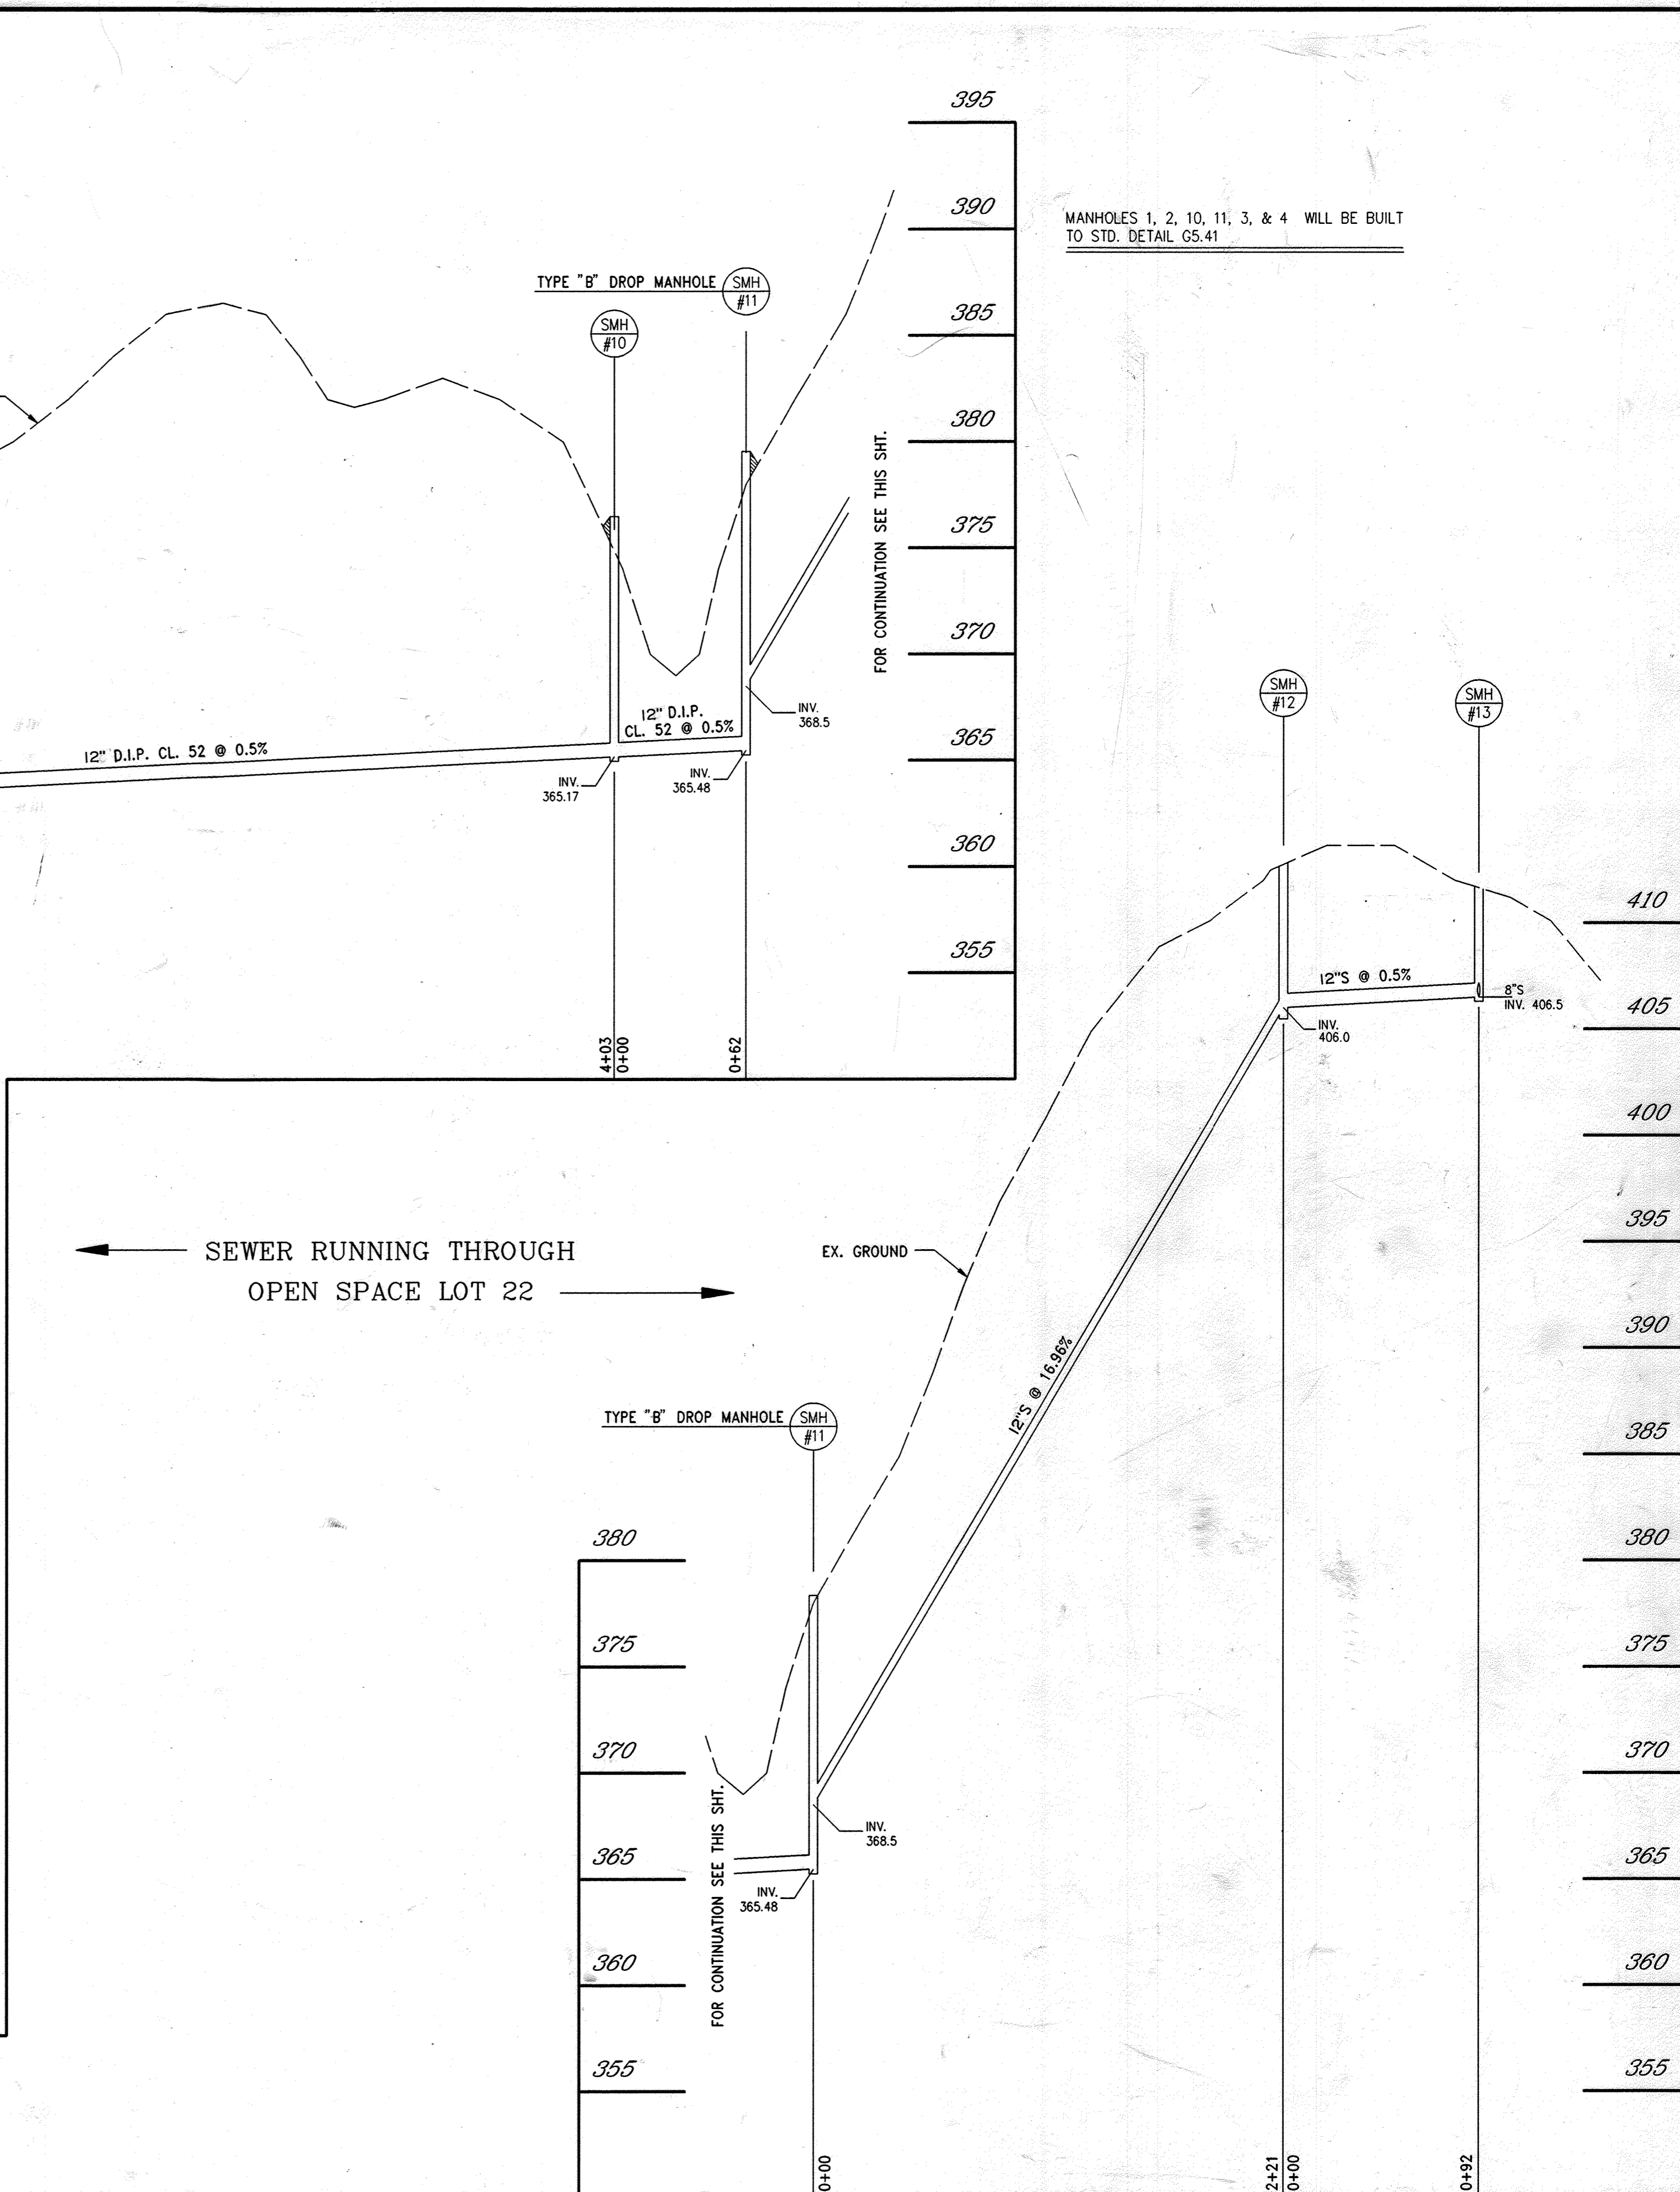 395
390
385
380
375
370
365
360
355
MANHOLES 1, 2, 10, 11, 3, & 4 WILL BE BUILT
TO STD. DETAIL G5.41
TYPE "B" DROP MANHOLE
SMH
#11
SMH
#10
FOR CONTINUATION SEE THIS SHT.
12" D.I.P. CL. 52 @ 0.5%
12" D.I.P.
CL. 52 @ 0.5%
INV.
368.5
INV.
365.17
INV.
365.48
4+03
0+00
0+62
SMH
#12
SMH
#13
12"S @ 0.5%
8"S
INV. 406.5
INV.
406.0
410
405
400
395
390
385
380
375
370
365
360
355
SEWER RUNNING THROUGH
OPEN SPACE LOT 22
EX. GROUND
12"S @ 16.96%
TYPE "B" DROP MANHOLE
SMH
#11
380
375
370
365
360
355
FOR CONTINUATION SEE THIS SHT.
INV.
368.5
INV.
365.48
0+00
2+21
0+00
0+92